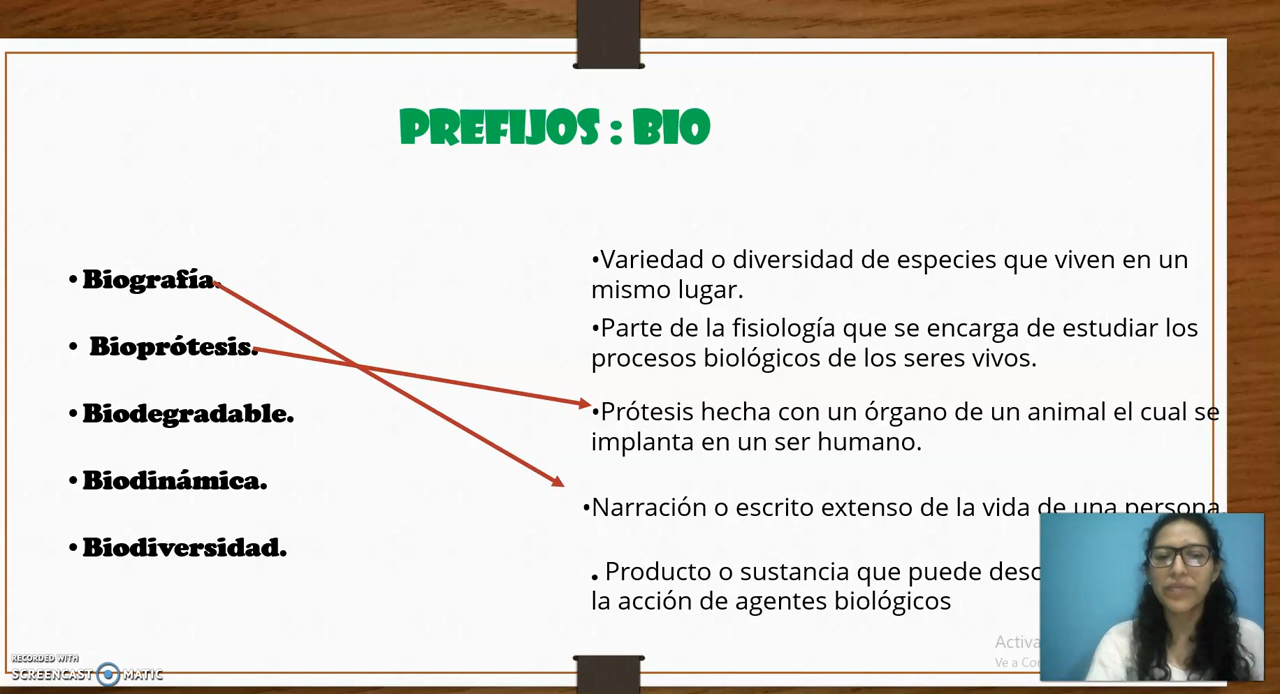 PREFIJOS : BIO
•Biografía.
• Bioprótesis.
•Biodegradable.
•Biodinámica.
•Biodiversidad.
•Variedad o diversidad de especies que viven en un
mismo lugar.
•Parte de la fisiología que se encarga de estudiar los
procesos biológicos de los seres vivos.
•Prótesis hecha con un órgano de un animal el cual se
implanta en un ser humano.
•Narración o escrito extenso de la vida de una persona.
. Producto o sustancia que puede
la acción de agentes biológicos
RECORDED WITH
SCREENCAST MATIC
Ve a